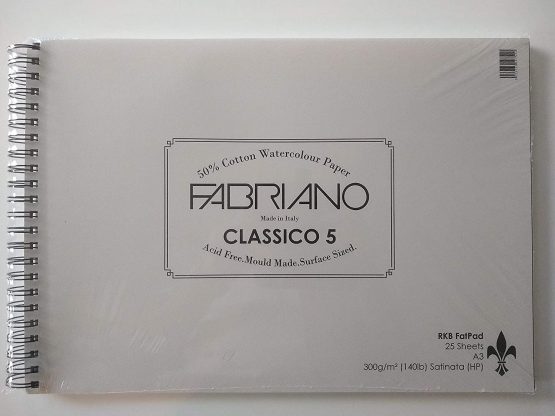 50% Cotton Watercolour Paper
FABRIANO
Made in Italy
CLASSICO 5
Acid Free.Mould Made.Surface Sized.
RKB FatPad
25 Sheets
A3
300g/m² (140lb) Satinata (HP)